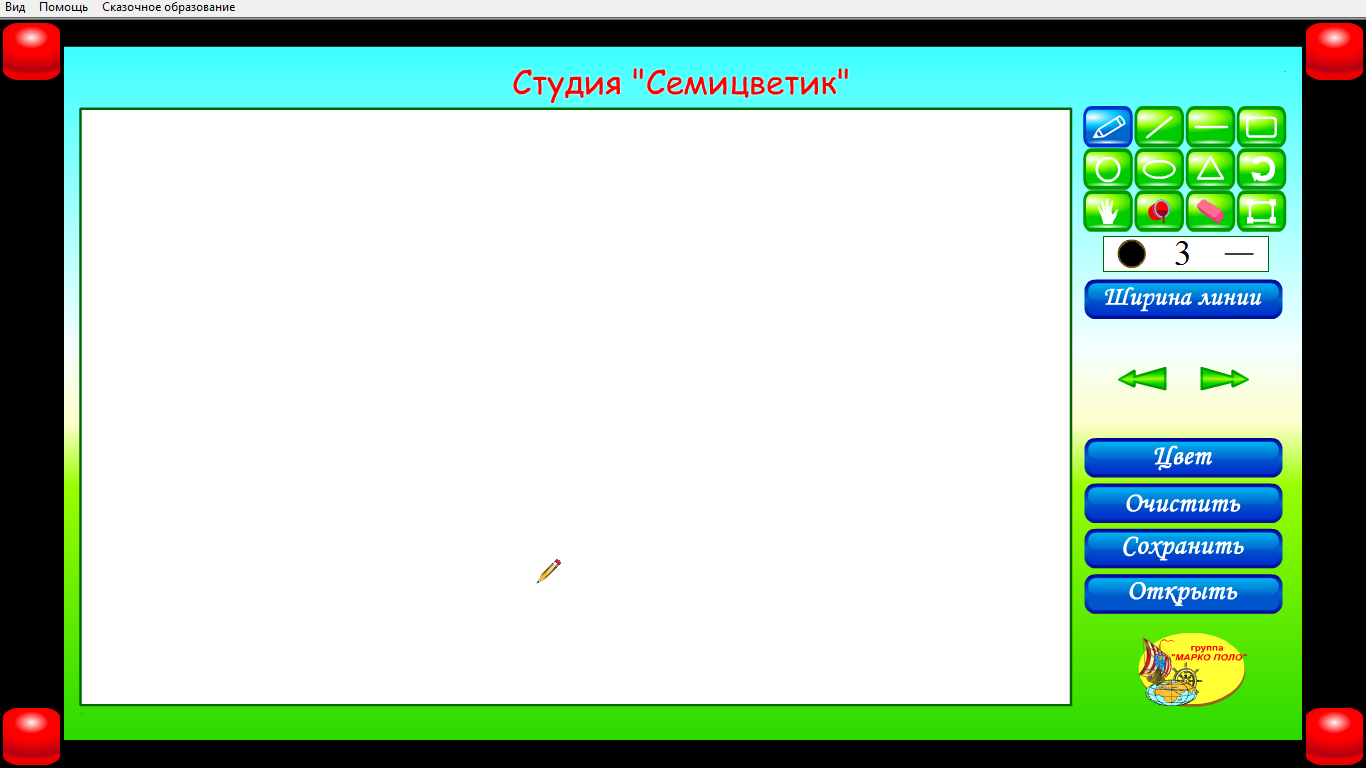 Вид Помощь Сказочное образование
Студия "Семицветик"
3
Ширина линии
Цвет
Очистить
Сохранить
Открыть
группа
"МАРКО ПОЛО"